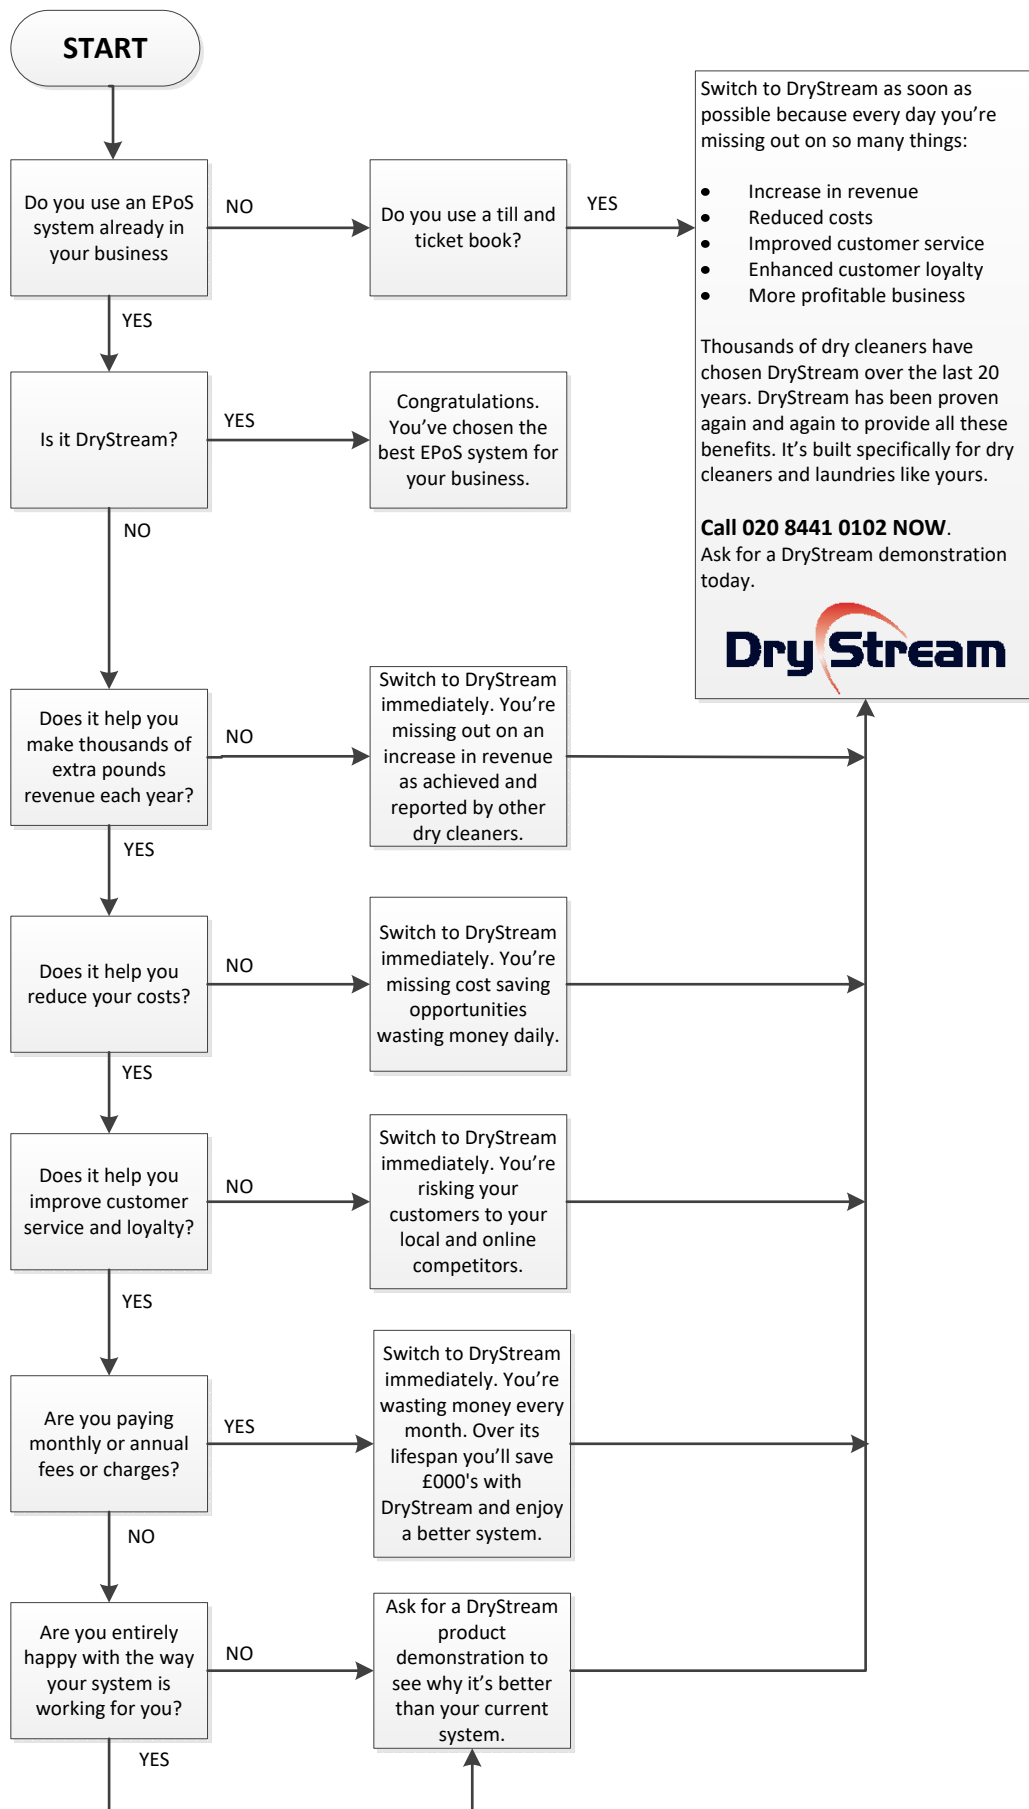 START
Do you use an EPoS
system already in
your business
NO
Do you use a till and
ticket book?
YES
Switch to DryStream as soon as
possible because every day you’re
missing out on so many things:
• Increase in revenue
• Reduced costs
• Improved customer service
• Enhanced customer loyalty
• More profitable business
Thousands of dry cleaners have
chosen DryStream over the last 20
years. DryStream has been proven
again and again to provide all these
benefits. It’s built specifically for dry
cleaners and laundries like yours.
Call 020 8441 0102 NOW.
Ask for a DryStream demonstration
today.
DryStream
YES
Is it DryStream?
YES
Congratulations.
You’ve chosen the
best EPoS system for
your business.
NO
Does it help you
make thousands of
extra pounds
revenue each year?
NO
Switch to DryStream
immediately. You’re
missing out on an
increase in revenue
as achieved and
reported by other
dry cleaners.
YES
Does it help you
reduce your costs?
NO
Switch to DryStream
immediately. You’re
missing cost saving
opportunities
wasting money daily.
YES
Does it help you
improve customer
service and loyalty?
NO
Switch to DryStream
immediately. You’re
risking your
customers to your
local and online
competitors.
YES
Are you paying
monthly or annual
fees or charges?
YES
Switch to DryStream
immediately. You’re
wasting money every
month. Over its
lifespan you’ll save
£000's with
DryStream and enjoy
a better system.
NO
Are you entirely
happy with the way
your system is
working for you?
NO
Ask for a DryStream
product
demonstration to
see why it’s better
than your current
system.
YES